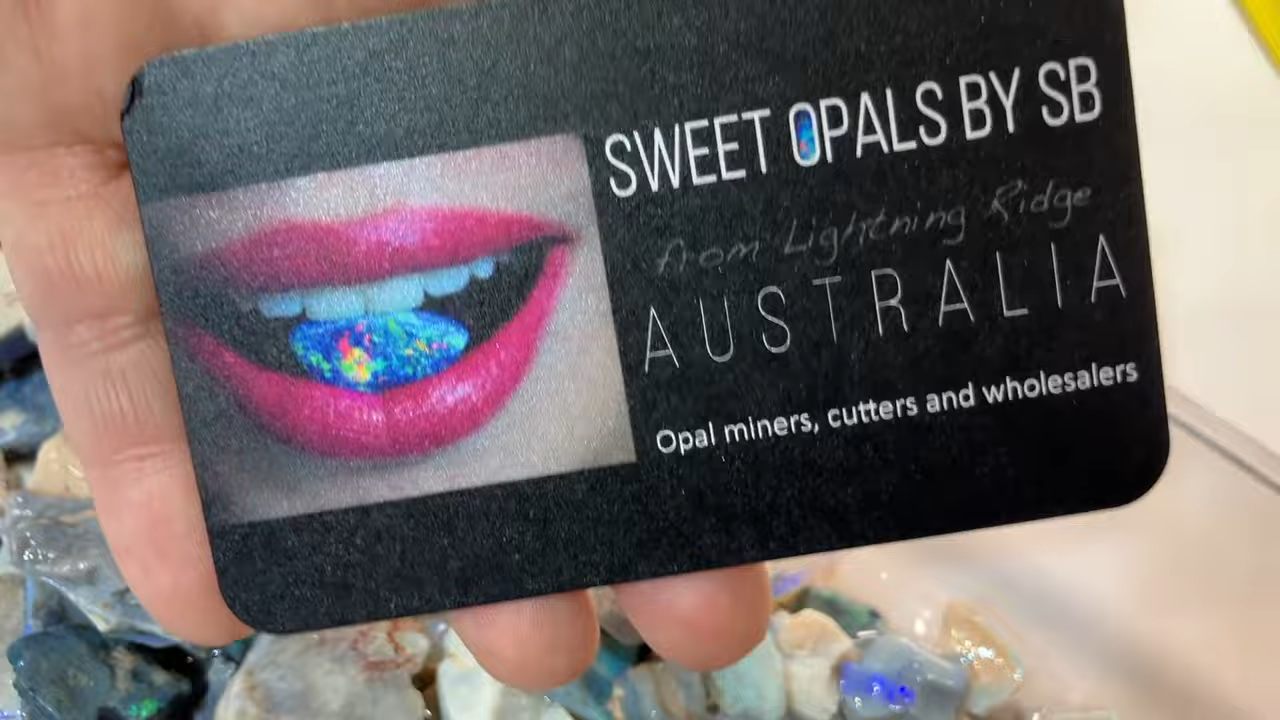 SWEET OPALS BY SB
from Lightning Ridge
AUSTRALIA
Opal miners, cutters and wholesalers